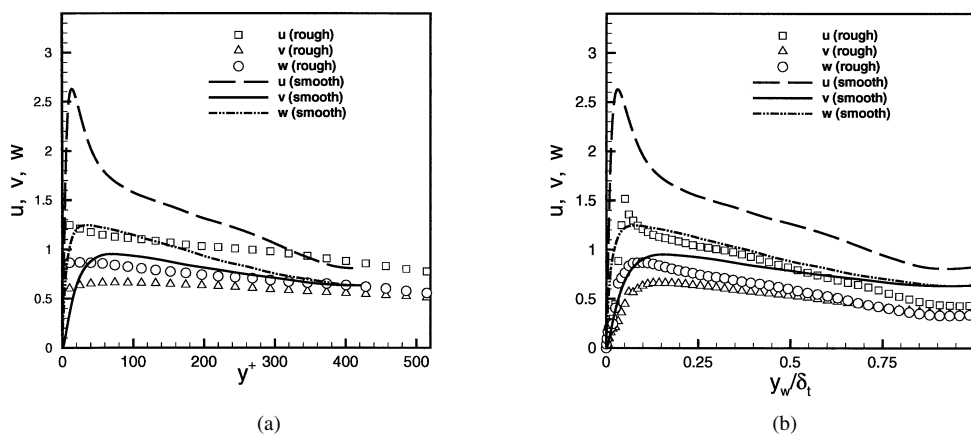 u (rough)
v (rough)
w (rough)
u (smooth)
v (smooth)
w (smooth)
3
2.5
2
1.5
1
0.5
0
u, v, w
0 100 200 300 400 500
y+
(a)
u (rough)
v (rough)
w (rough)
u (smooth)
v (smooth)
w (smooth)
3
2.5
2
1.5
1
0.5
0
u, v, w
0 0.25 0.5 0.75
y_w/δ_t
(b)